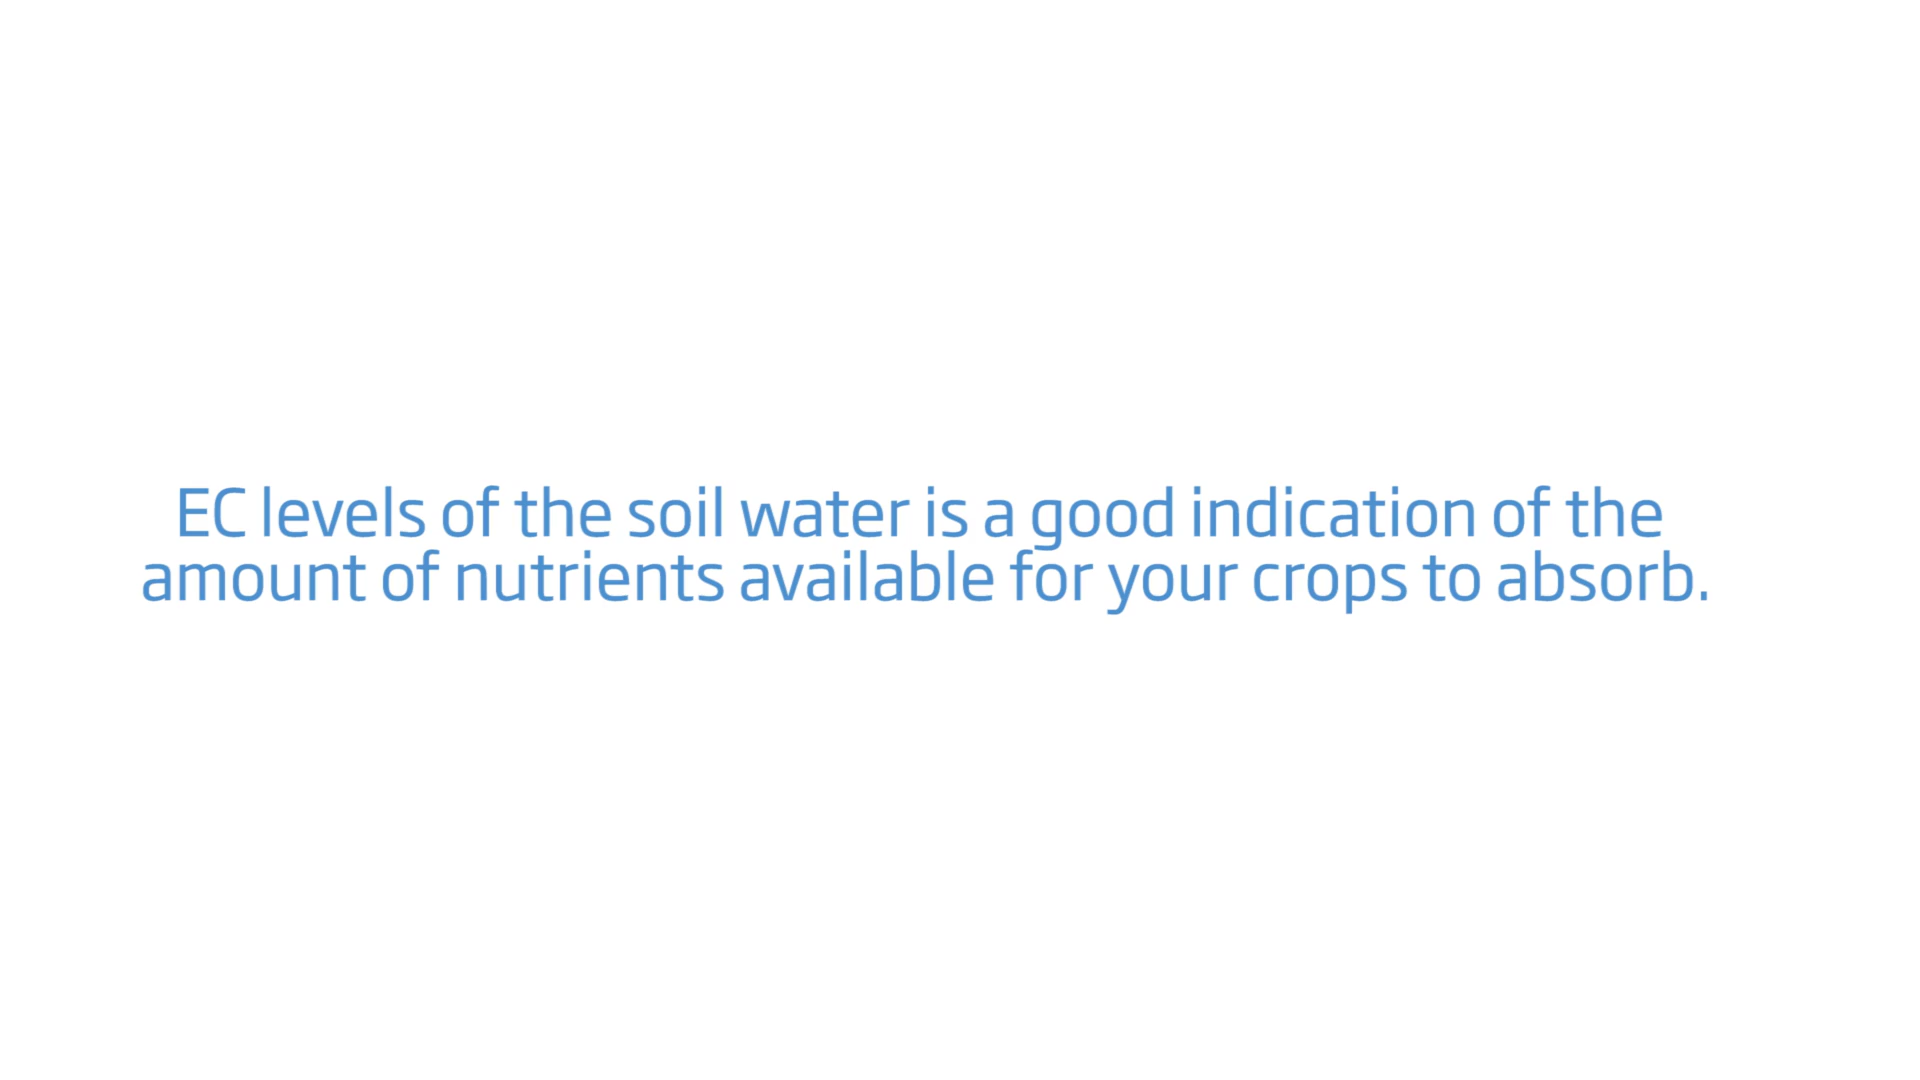 EC levels of the soil water is a good indication of the
amount of nutrients available for your crops to absorb.